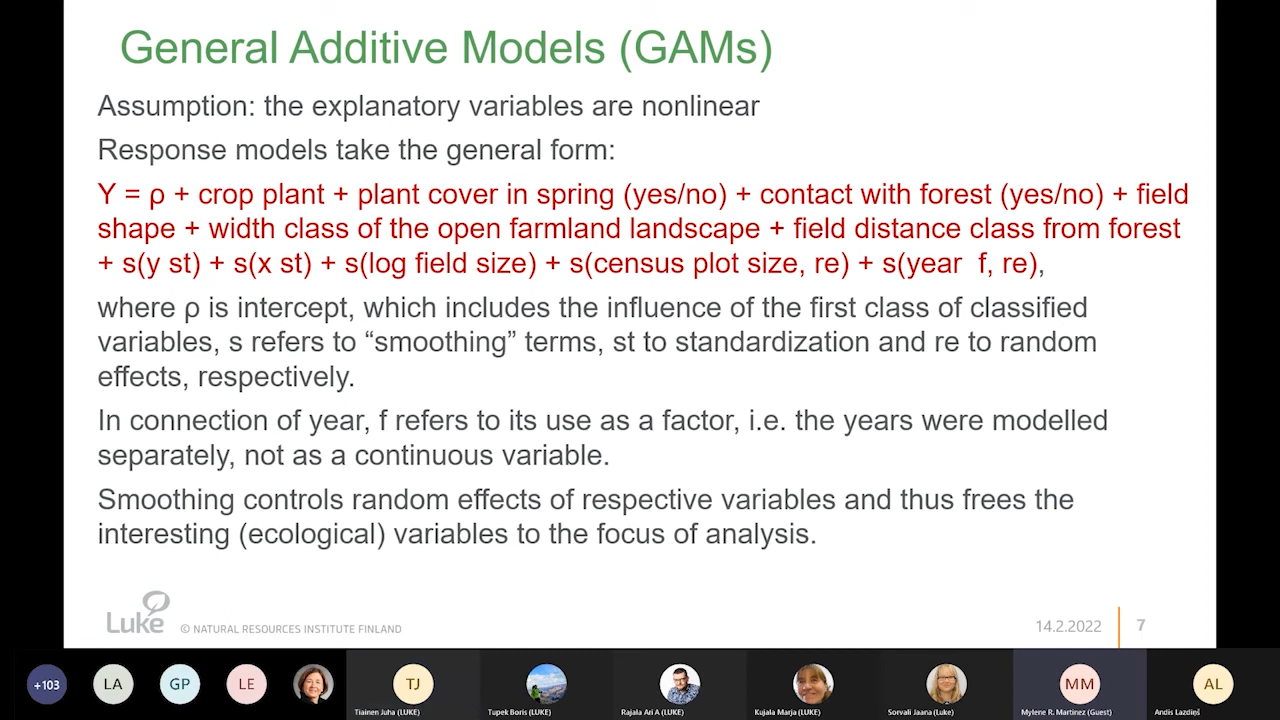 General Additive Models (GAMs)
Assumption: the explanatory variables are nonlinear
Response models take the general form:
Y = ρ + crop plant + plant cover in spring (yes/no) + contact with forest (yes/no) + field
shape + width class of the open farmland landscape + field distance class from forest
+ s(y st) + s(x st) + s(log field size) + s(census plot size, re) + s(year  f, re),
where ρ is intercept, which includes the influence of the first class of classified
variables, s refers to “smoothing” terms, st to standardization and re to random
effects, respectively.
In connection of year, f refers to its use as a factor, i.e. the years were modelled
separately, not as a continuous variable.
Smoothing controls random effects of respective variables and thus frees the
interesting (ecological) variables to the focus of analysis.
Luke
© NATURAL RESOURCES INSTITUTE FINLAND
14.2.2022
7
+103
LA
GP
LE
TJ
MM
AL
Tiainen Juha (LUKE)
Tupek Boris (LUKE)
Rajala Ari A (LUKE)
Kujala Marja (LUKE)
Sorvali Jaana (Luke)
Mylene R. Martinez (Guest)
Andis Lazdiņš